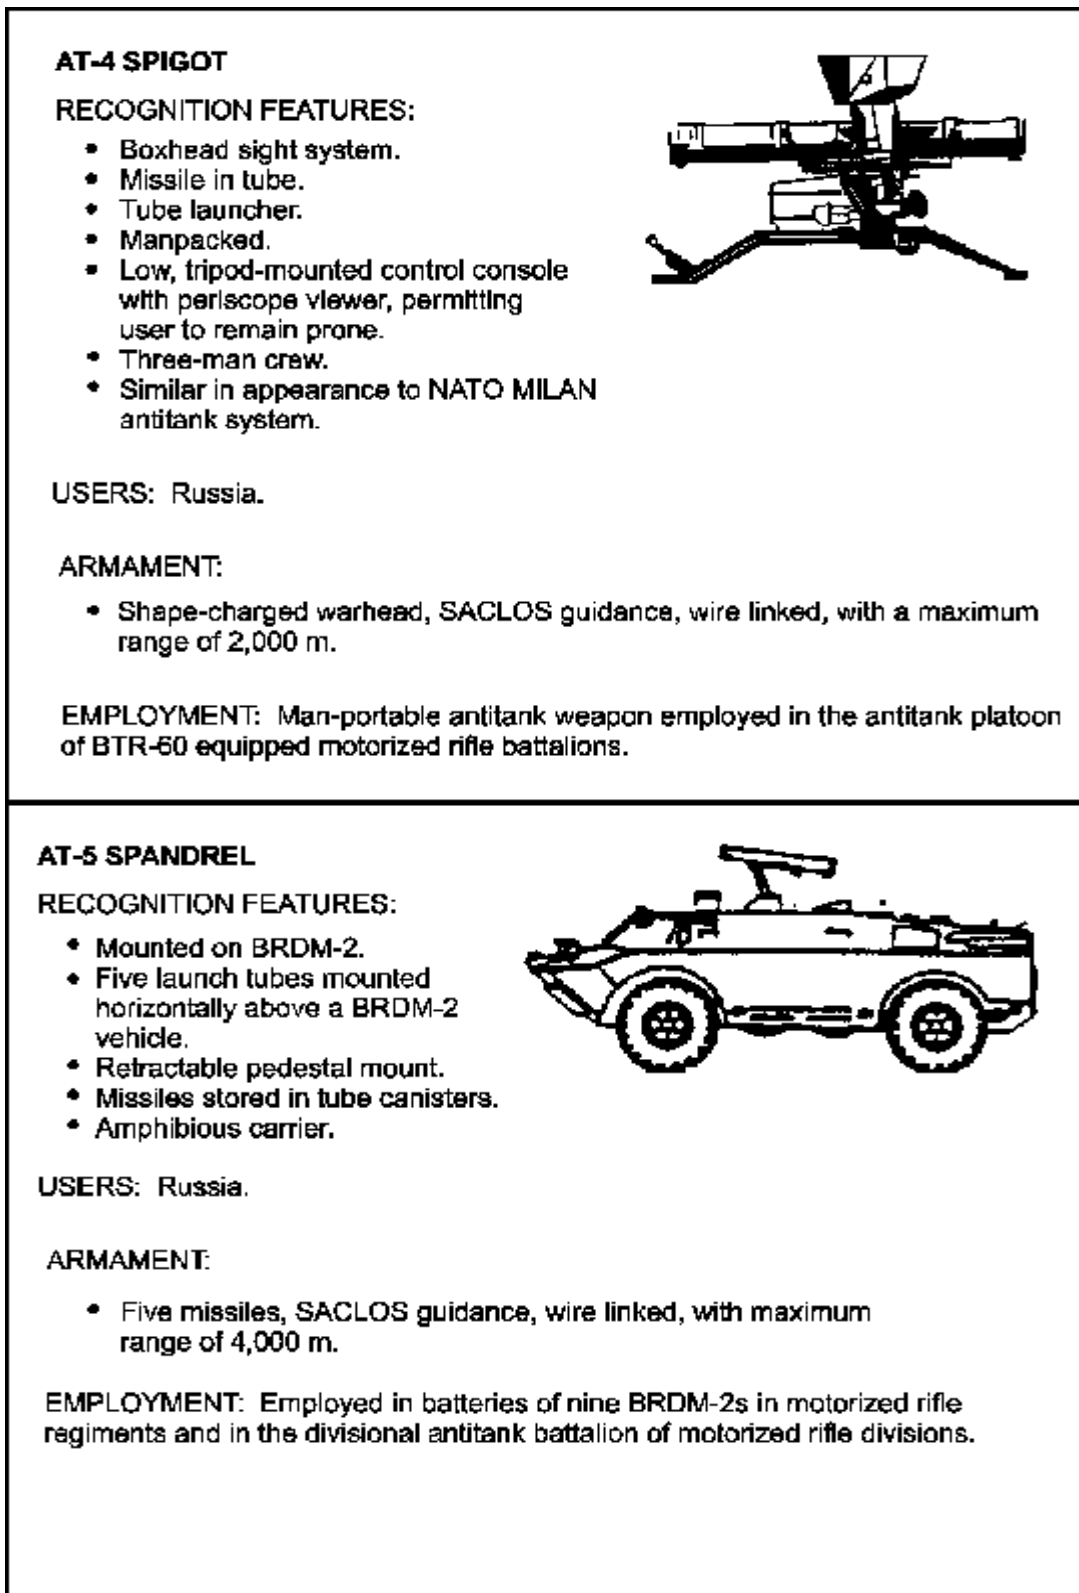 AT-4 SPIGOT
RECOGNITION FEATURES:
• Boxhead sight system.
• Missile in tube.
• Tube launcher.
• Manpacked.
• Low, tripod-mounted control console
with periscope viewer, permitting
user to remain prone.
• Three-man crew.
• Similar in appearance to NATO MILAN
antitank system.
USERS: Russia.
ARMAMENT:
• Shape-charged warhead, SACLOS guidance, wire linked, with a maximum
range of 2,000 m.
EMPLOYMENT: Man-portable antitank weapon employed in the antitank platoon
of BTR-60 equipped motorized rifle battalions.
AT-5 SPANDREL
RECOGNITION FEATURES:
• Mounted on BRDM-2.
• Five launch tubes mounted
horizontally above a BRDM-2
vehicle.
• Retractable pedestal mount.
• Missiles stored in tube canisters.
• Amphibious carrier.
USERS: Russia.
ARMAMENT:
• Five missiles, SACLOS guidance, wire linked, with maximum
range of 4,000 m.
EMPLOYMENT: Employed in batteries of nine BRDM-2s in motorized rifle
regiments and in the divisional antitank battalion of motorized rifle divisions.